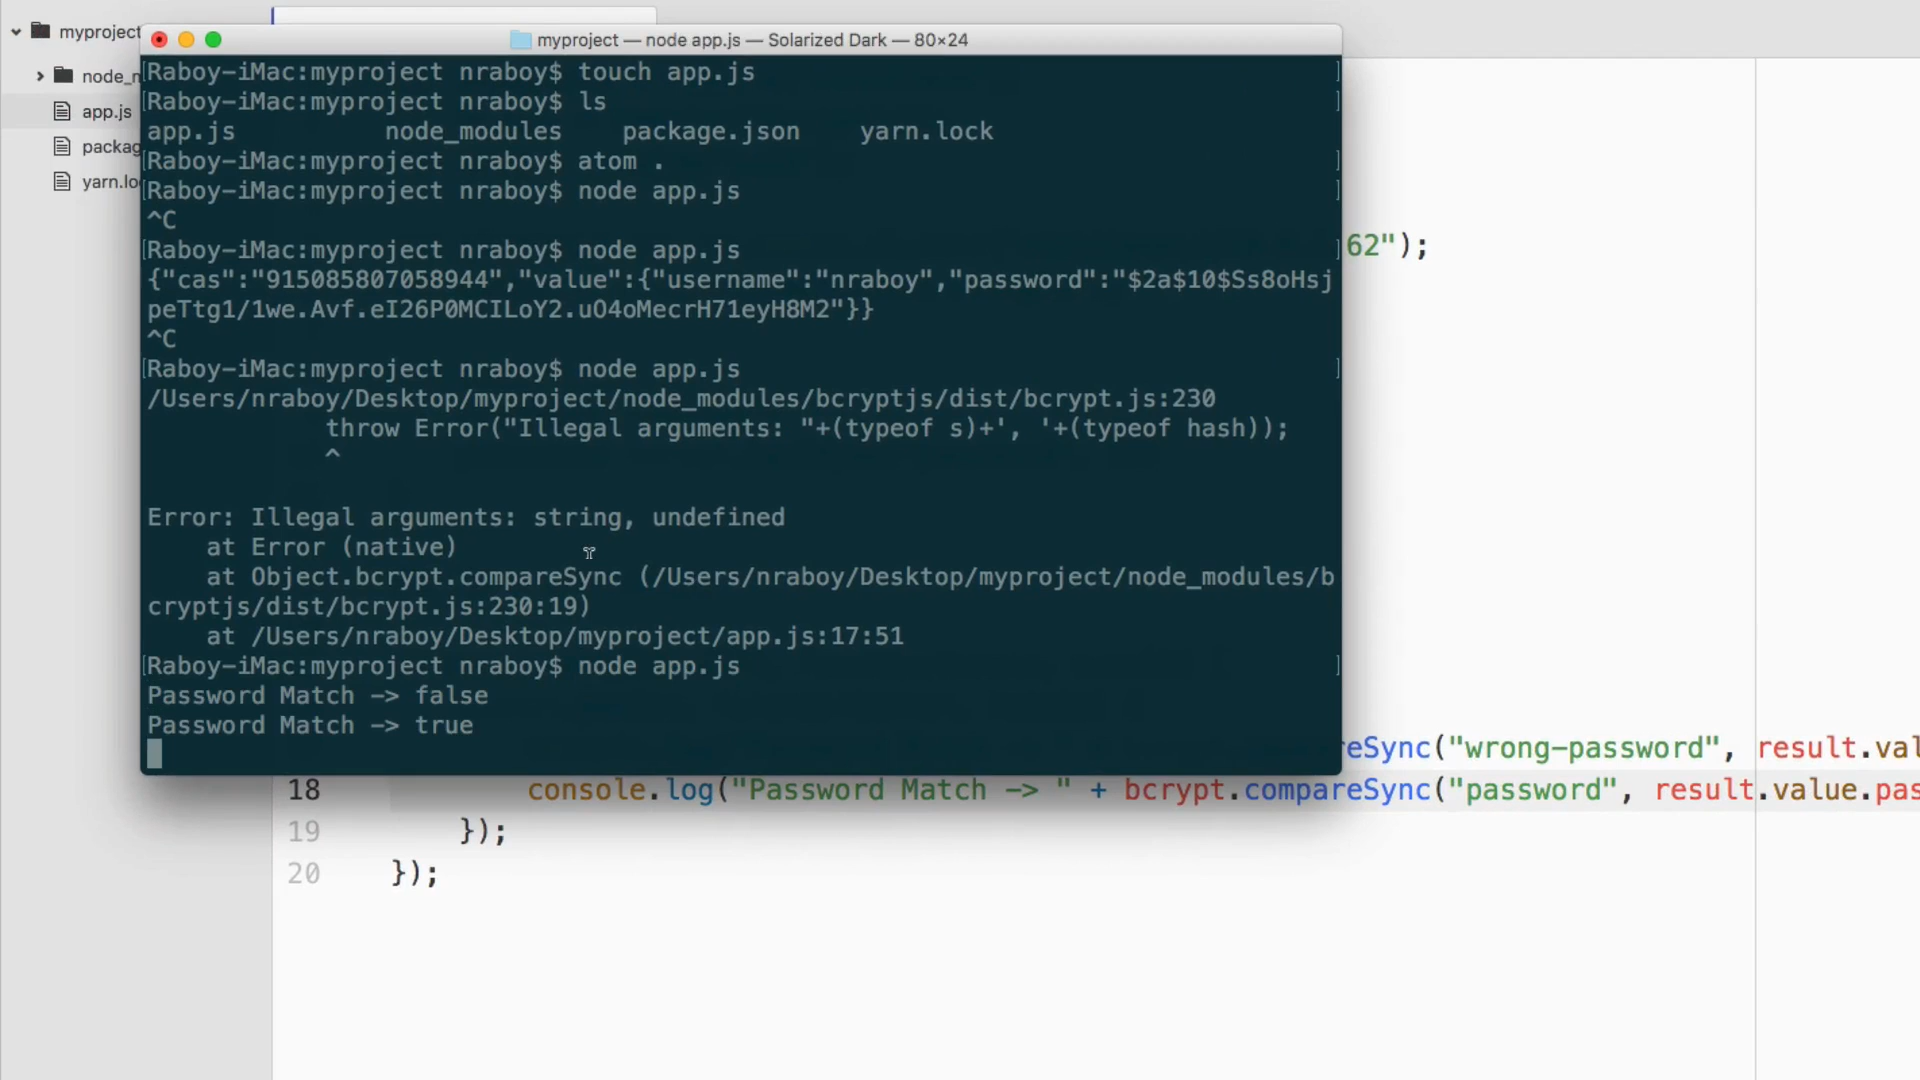 myproject
myproject — node app.js — Solarized Dark — 80×24
node_n
app.js
packag
yarn.lo
[Raboy-iMac:myproject nraboy$ touch app.js ]
[Raboy-iMac:myproject nraboy$ ls ]
app.js node_modules package.json yarn.lock
[Raboy-iMac:myproject nraboy$ atom . ]
[Raboy-iMac:myproject nraboy$ node app.js ]
^C
[Raboy-iMac:myproject nraboy$ node app.js ]
{"cas":"915085807058944","value":{"username":"nraboy","password":"$2a$10$Ss8oHsj
peTtg1/1we.Avf.eI26P0MCILoY2.uO4oMecrH71eyH8M2"}}
^C
[Raboy-iMac:myproject nraboy$ node app.js ]
/Users/nraboy/Desktop/myproject/node_modules/bcryptjs/dist/bcrypt.js:230
throw Error("Illegal arguments: "+(typeof s)+', '+(typeof hash));
^
Error: Illegal arguments: string, undefined
at Error (native)
at Object.bcrypt.compareSync (/Users/nraboy/Desktop/myproject/node_modules/b
cryptjs/dist/bcrypt.js:230:19)
at /Users/nraboy/Desktop/myproject/app.js:17:51
[Raboy-iMac:myproject nraboy$ node app.js ]
Password Match -> false
Password Match -> true
62");
reSync("wrong-password", result.val
18 console.log("Password Match -> " + bcrypt.compareSync("password", result.value.pas
19 });
20 });